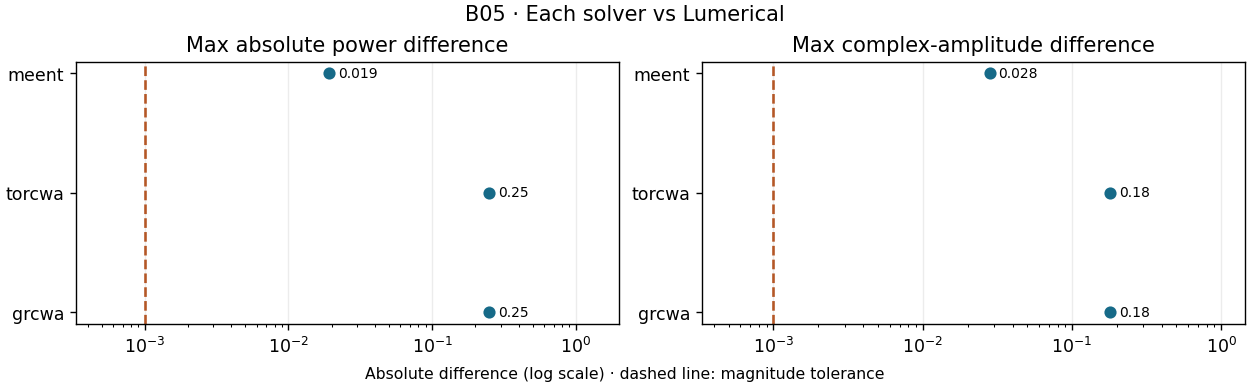 B05 · Each solver vs Lumerical
Max absolute power difference
meent
0.019
torcwa
0.25
grcwa
0.25
10⁻³ 10⁻² 10⁻¹ 10⁰
Max complex-amplitude difference
meent
0.028
torcwa
0.18
grcwa
0.18
10⁻³ 10⁻² 10⁻¹ 10⁰
Absolute difference (log scale) · dashed line: magnitude tolerance